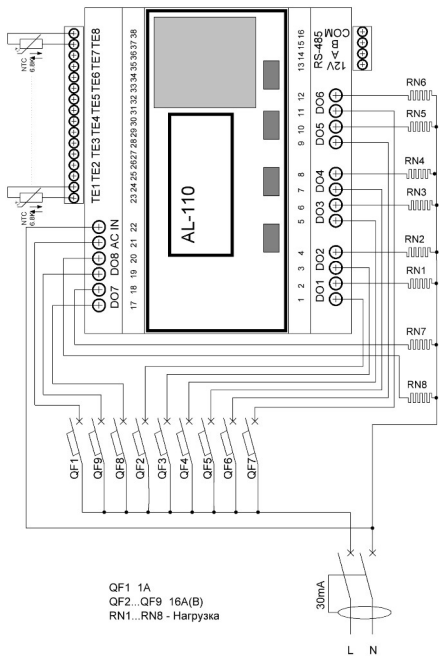 NTC 6.8K
NTC 6.8K
TE1 TE2 TE3 TE4 TE5 TE6 TE7 TE8
23 24 25 26 27 28 29 30 31 32 33 34 35 36 37 38
DO7 DO8 AC IN
17 18 19 20 21 22
AL-110
RS-485
12V A B COM
13 14 15 16
DO1 DO2 DO3 DO4 DO5 DO6
1 2 3 4 5 6 7 8 9 10 11 12
RN6
RN5
RN4
RN3
RN2
RN1
RN7
RN8
QF1 QF9 QF8 QF2 QF3 QF4 QF5 QF6 QF7
QF1 1A
QF2...QF9 16A(B)
RN1...RN8 - Нагрузка
30mA
L N